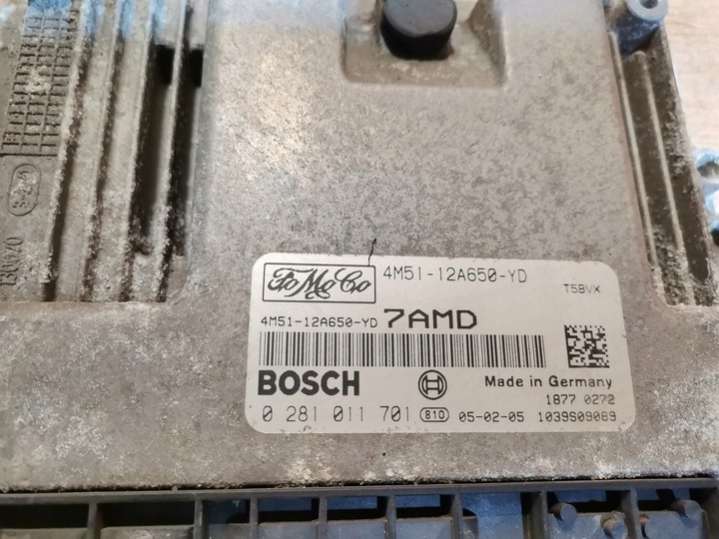 FoMoCo 4M51-12A650-YD
T5BVX
4M51-12A650-YD 7AMD
BOSCH Made in Germany
1877 0272
0 281 011 701 810 05-02-05 1039S09069